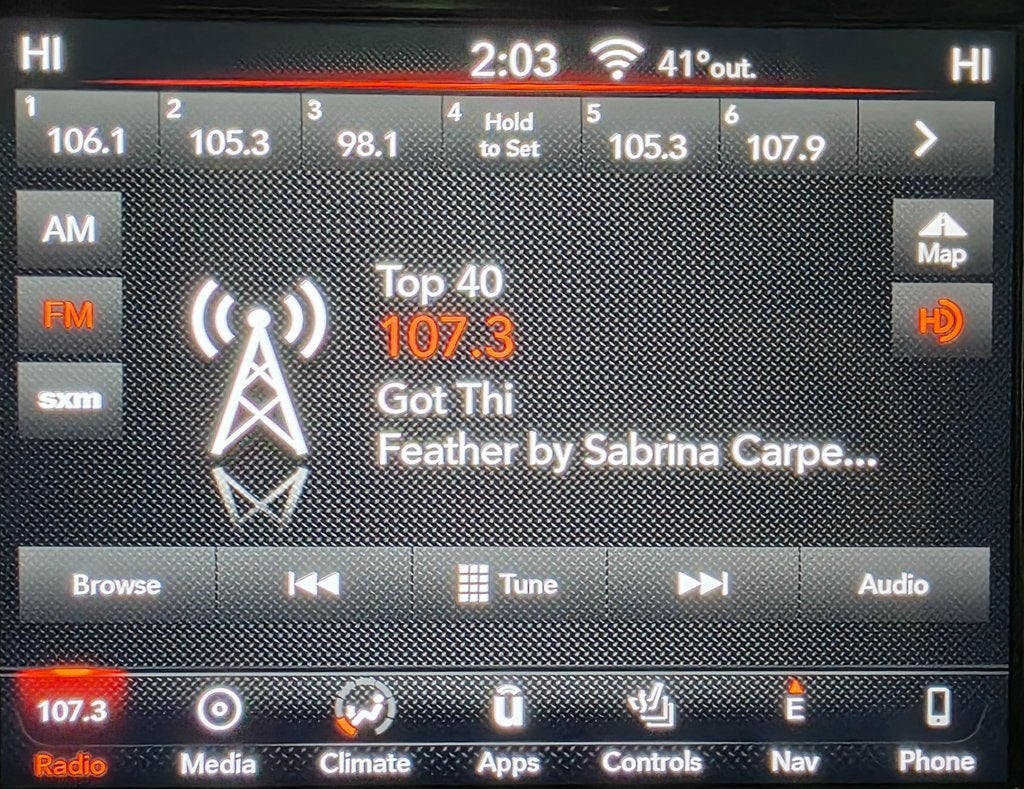 HI 2:03 41°out. HI
1 106.1 2 105.3 3 98.1 4 Hold to Set 5 105.3 6 107.9
AM
FM
sxm
Map
HD
Top 40
107.3
Got Thi
Feather by Sabrina Carpe...
Browse Tune Audio
107.3 u E
Radio Media Climate Apps Controls Nav Phone